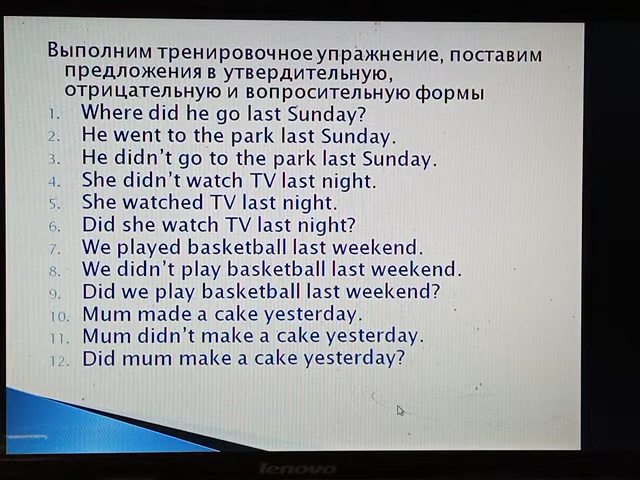 Выполним тренировочное упражнение, поставим
предложения в утвердительную,
отрицательную и вопросительную формы
1. Where did he go last Sunday?
2. He went to the park last Sunday.
3. He didn't go to the park last Sunday.
4. She didn't watch TV last night.
5. She watched TV last night.
6. Did she watch TV last night?
7. We played basketball last weekend.
8. We didn't play basketball last weekend.
9. Did we play basketball last weekend?
10. Mum made a cake yesterday.
11. Mum didn't make a cake yesterday.
12. Did mum make a cake yesterday?
lenovo